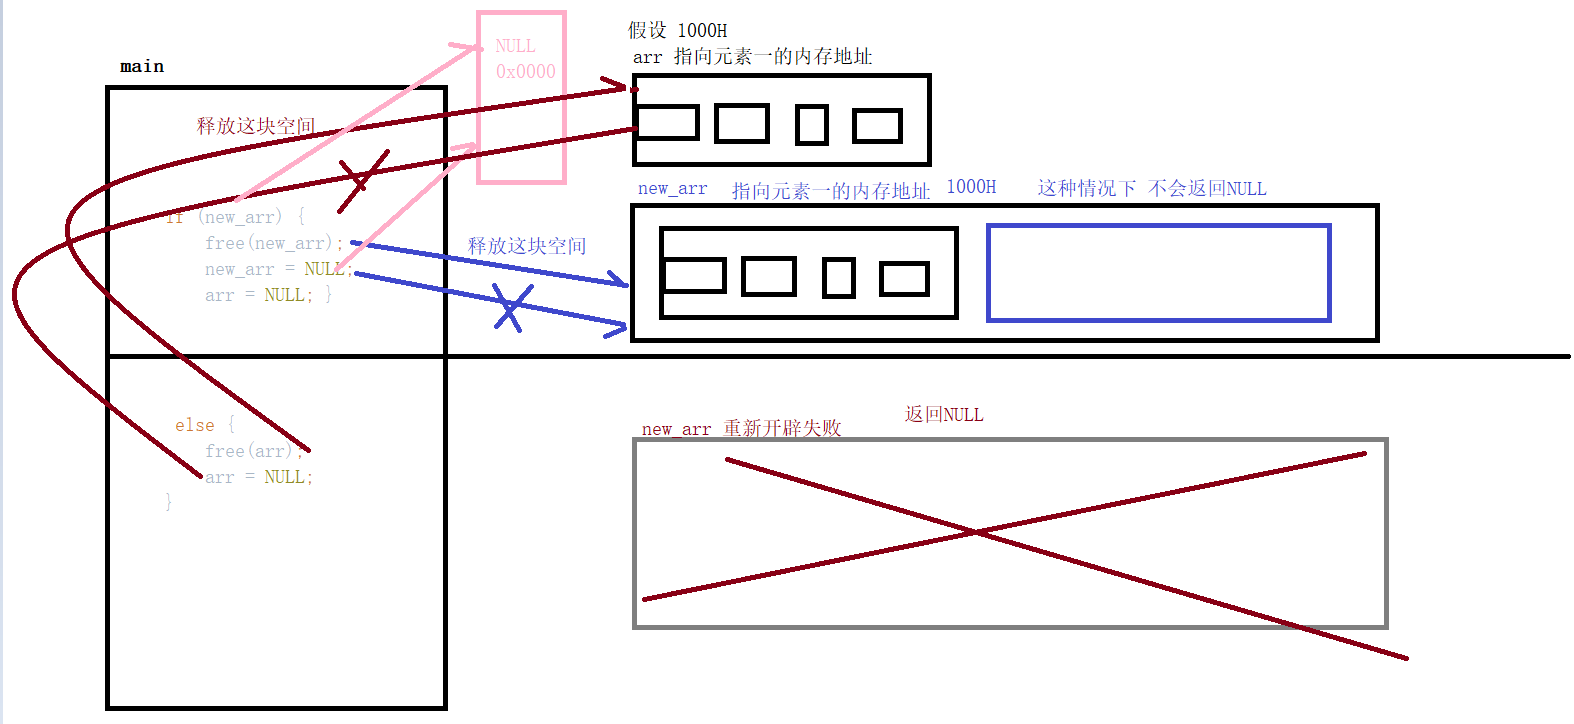 假设 1000H
arr 指向元素一的内存地址
main
NULL
0x0000
释放这块空间
new_arr 指向元素一的内存地址 1000H 这种情况下 不会返回NULL
if (new_arr) {
free(new_arr);
new_arr = NULL;
arr = NULL; }
释放这块空间
else {
free(arr);
arr = NULL;
}
new_arr 重新开辟失败
返回NULL